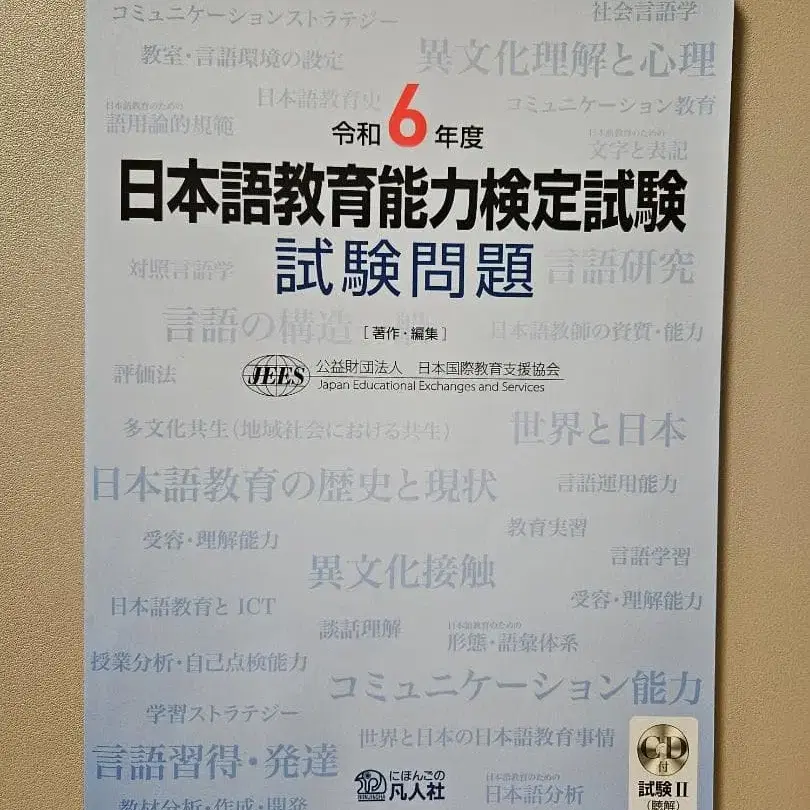 コミュニケーションストラテジー
社会言語学
教室・言語環境の設定
異文化理解と心理
日本語教育史
コミュニケーション教育
日本語教育のための
語用論的規範
令和6年度
日本語教育のための
文字と表記
日本語教育能力検定試験
試験問題
対照言語学
言語研究
言語の構造
[著作・編集]
日本語教師の資質・能力
JEES
公益財団法人 日本国際教育支援協会
Japan Educational Exchanges and Services
評価法
多文化共生(地域社会における共生)
世界と日本
日本語教育の歴史と現状
言語運用能力
教育実習
受容・理解能力
言語学習
異文化接触
日本語教育とICT
受容・理解能力
談話理解
日本語教育のための
形態・語彙体系
授業分析・自己点検能力
コミュニケーション能力
学習ストラテジー
世界と日本の日本語教育事情
言語習得・発達
にほんごの
凡人社
日本語教育のための
日本語分析
CD
付
試験II
(聴解)
教材分析・作成・開発